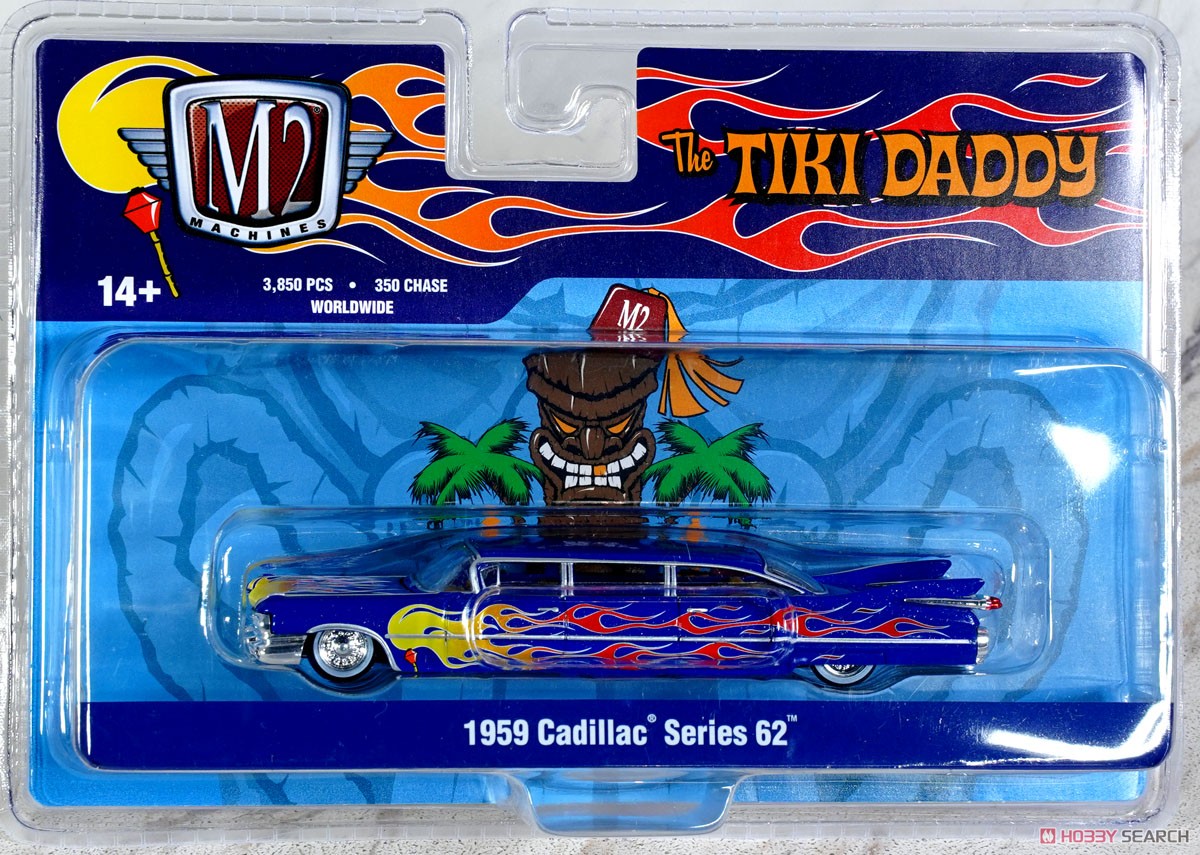 M2
MACHINES
The TIKI DADDY
14+
3,850 PCS • 350 CHASE
WORLDWIDE
M2
1959 Cadillac® Series 62™
HOBBY SEARCH